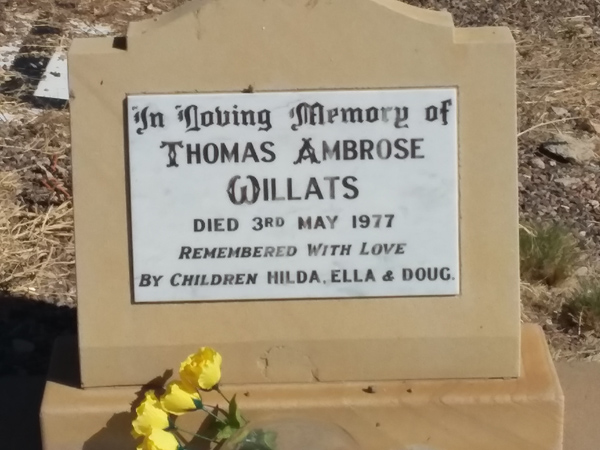 In Loving Memory of
THOMAS AMBROSE
WILLATS
DIED 3RD MAY 1977
REMEMBERED WITH LOVE
BY CHILDREN HILDA, ELLA & DOUG.